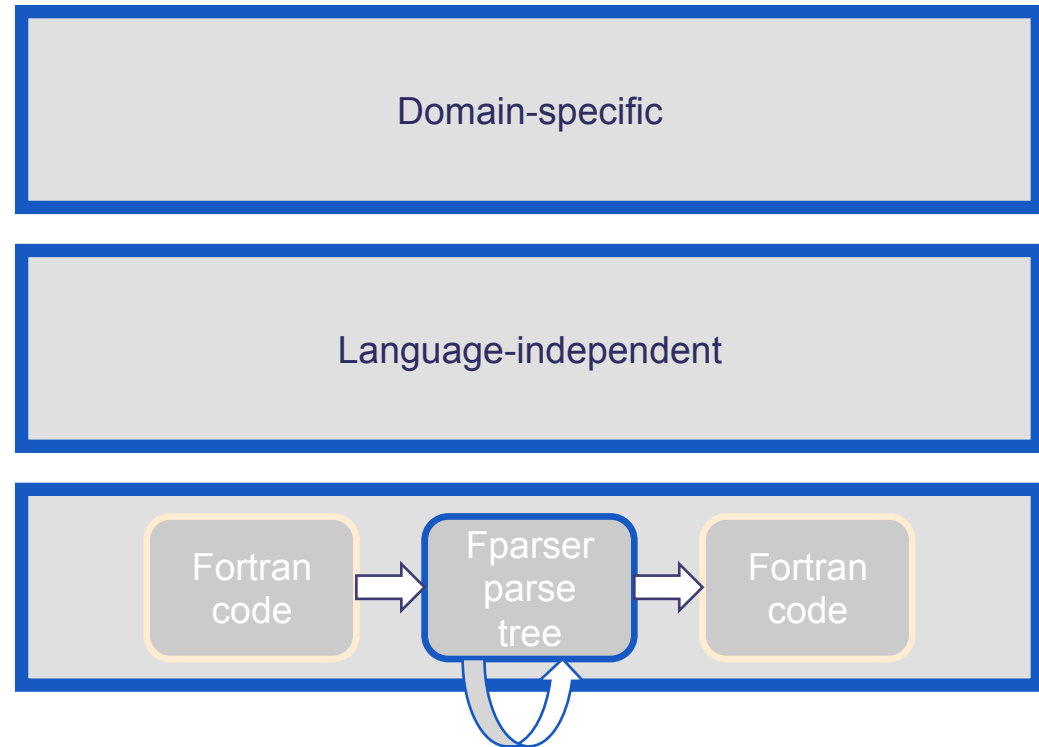 Domain-specific
Language-independent
Fortran
code
Fparser
parse
tree
Fortran
code